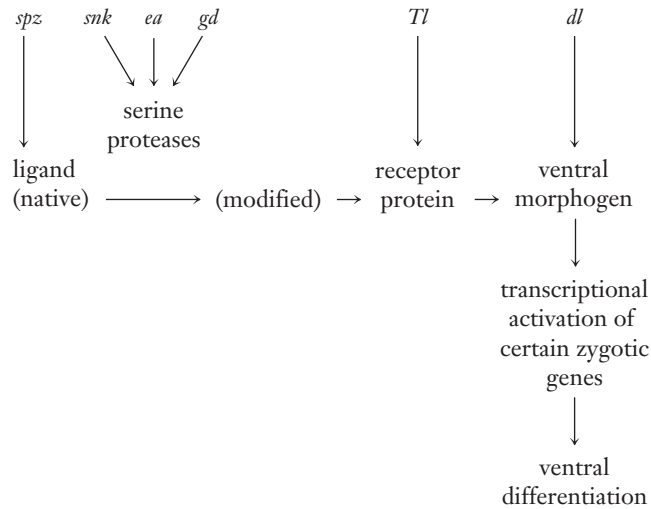 spz snk ea gd Tl dl
serine
proteases
ligand
(native)
(modified)
receptor
protein
ventral
morphogen
transcriptional
activation of
certain zygotic
genes
ventral
differentiation